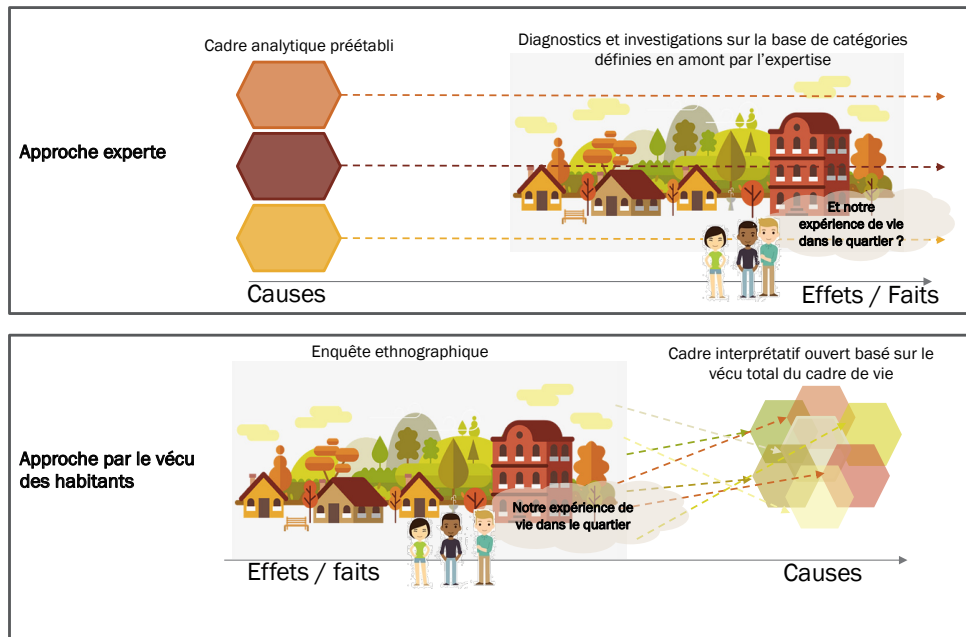 Cadre analytique préétabli
Diagnostics et investigations sur la base de catégories
définies en amont par l'expertise
Approche experte
Et notre
expérience de vie
dans le quartier ?
Causes
Effets / Faits
Enquête ethnographique
Cadre interprétatif ouvert basé sur le
vécu total du cadre de vie
Approche par le vécu
des habitants
Notre expérience de
vie dans le quartier
Effets / faits
Causes